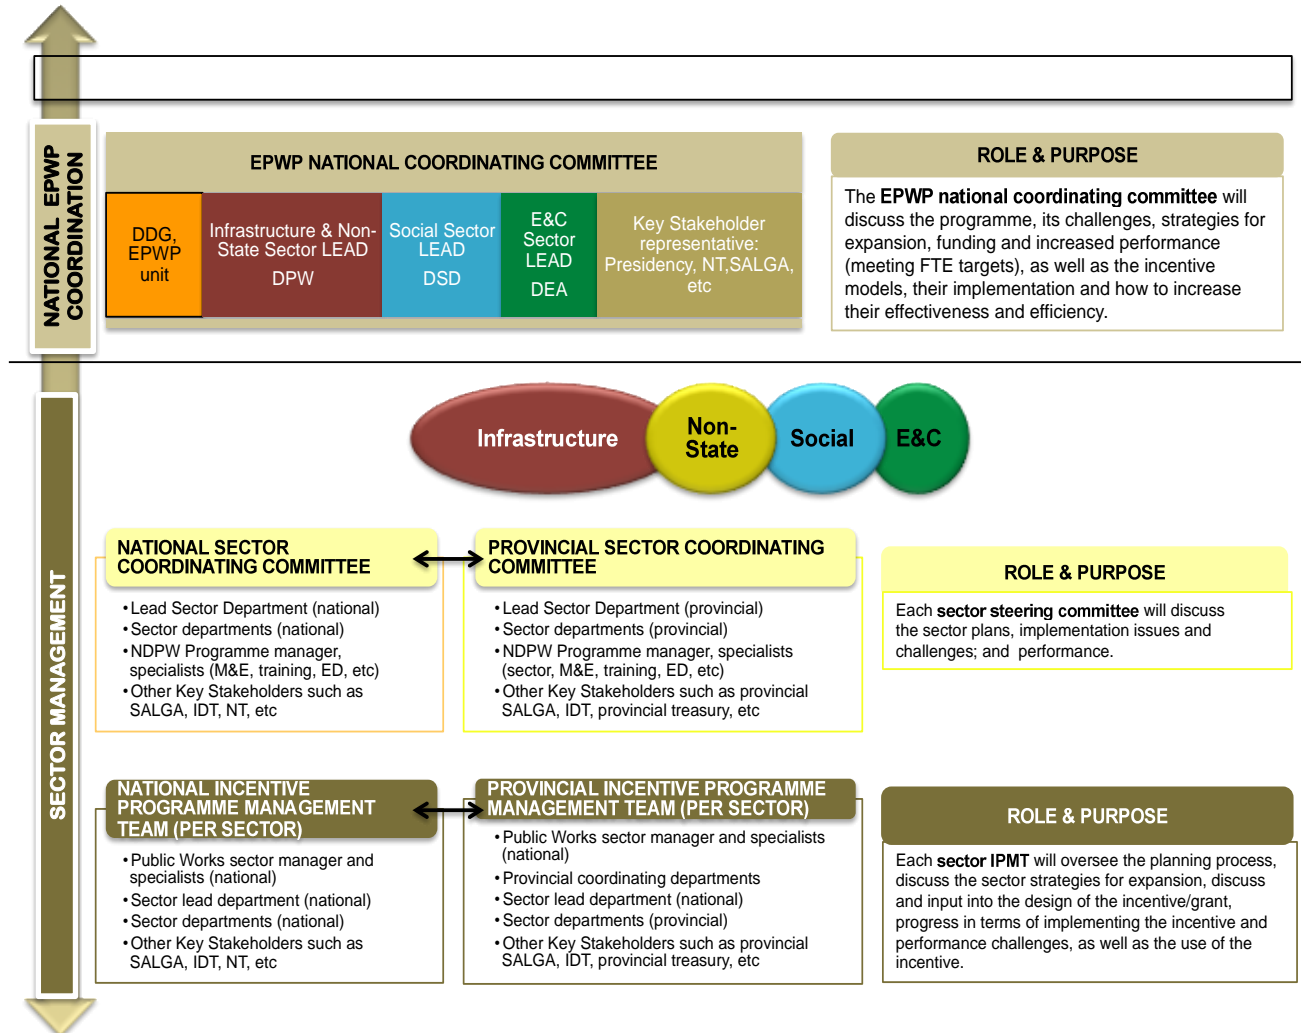 NATIONAL EPWP
COORDINATION
EPWP NATIONAL COORDINATING COMMITTEE
DDG,
EPWP
unit
Infrastructure & Non-
State Sector LEAD
DPW
Social Sector
LEAD
DSD
E&C
Sector
LEAD
DEA
Key Stakeholder
representative:
Presidency, NT,SALGA,
etc
ROLE & PURPOSE
The EPWP national coordinating committee will
discuss the programme, its challenges, strategies for
expansion, funding and increased performance
(meeting FTE targets), as well as the incentive
models, their implementation and how to increase
their effectiveness and efficiency.
SECTOR MANAGEMENT
Infrastructure
Non-
State
Social
E&C
NATIONAL SECTOR
COORDINATING COMMITTEE
•Lead Sector Department (national)
•Sector departments (national)
•NDPW Programme manager,
specialists (M&E, training, ED, etc)
•Other Key Stakeholders such as
SALGA, IDT, NT, etc
PROVINCIAL SECTOR COORDINATING
COMMITTEE
•Lead Sector Department (provincial)
•Sector departments (provincial)
•NDPW Programme manager, specialists
(sector, M&E, training, ED, etc)
•Other Key Stakeholders such as provincial
SALGA, IDT, provincial treasury, etc
ROLE & PURPOSE
Each sector steering committee will discuss
the sector plans, implementation issues and
challenges; and performance.
NATIONAL INCENTIVE
PROGRAMME MANAGEMENT
TEAM (PER SECTOR)
•Public Works sector manager and
specialists (national)
•Sector lead department (national)
•Sector departments (national)
•Other Key Stakeholders such as
SALGA, IDT, NT, etc
PROVINCIAL INCENTIVE PROGRAMME
MANAGEMENT TEAM (PER SECTOR)
•Public Works sector manager and specialists
(national)
•Provincial coordinating departments
•Sector lead department (national)
•Sector departments (provincial)
•Other Key Stakeholders such as provincial
SALGA, IDT, provincial treasury, etc
ROLE & PURPOSE
Each sector IPMT will oversee the planning process,
discuss the sector strategies for expansion, discuss
and input into the design of the incentive/grant,
progress in terms of implementing the incentive and
performance challenges, as well as the use of the
incentive.